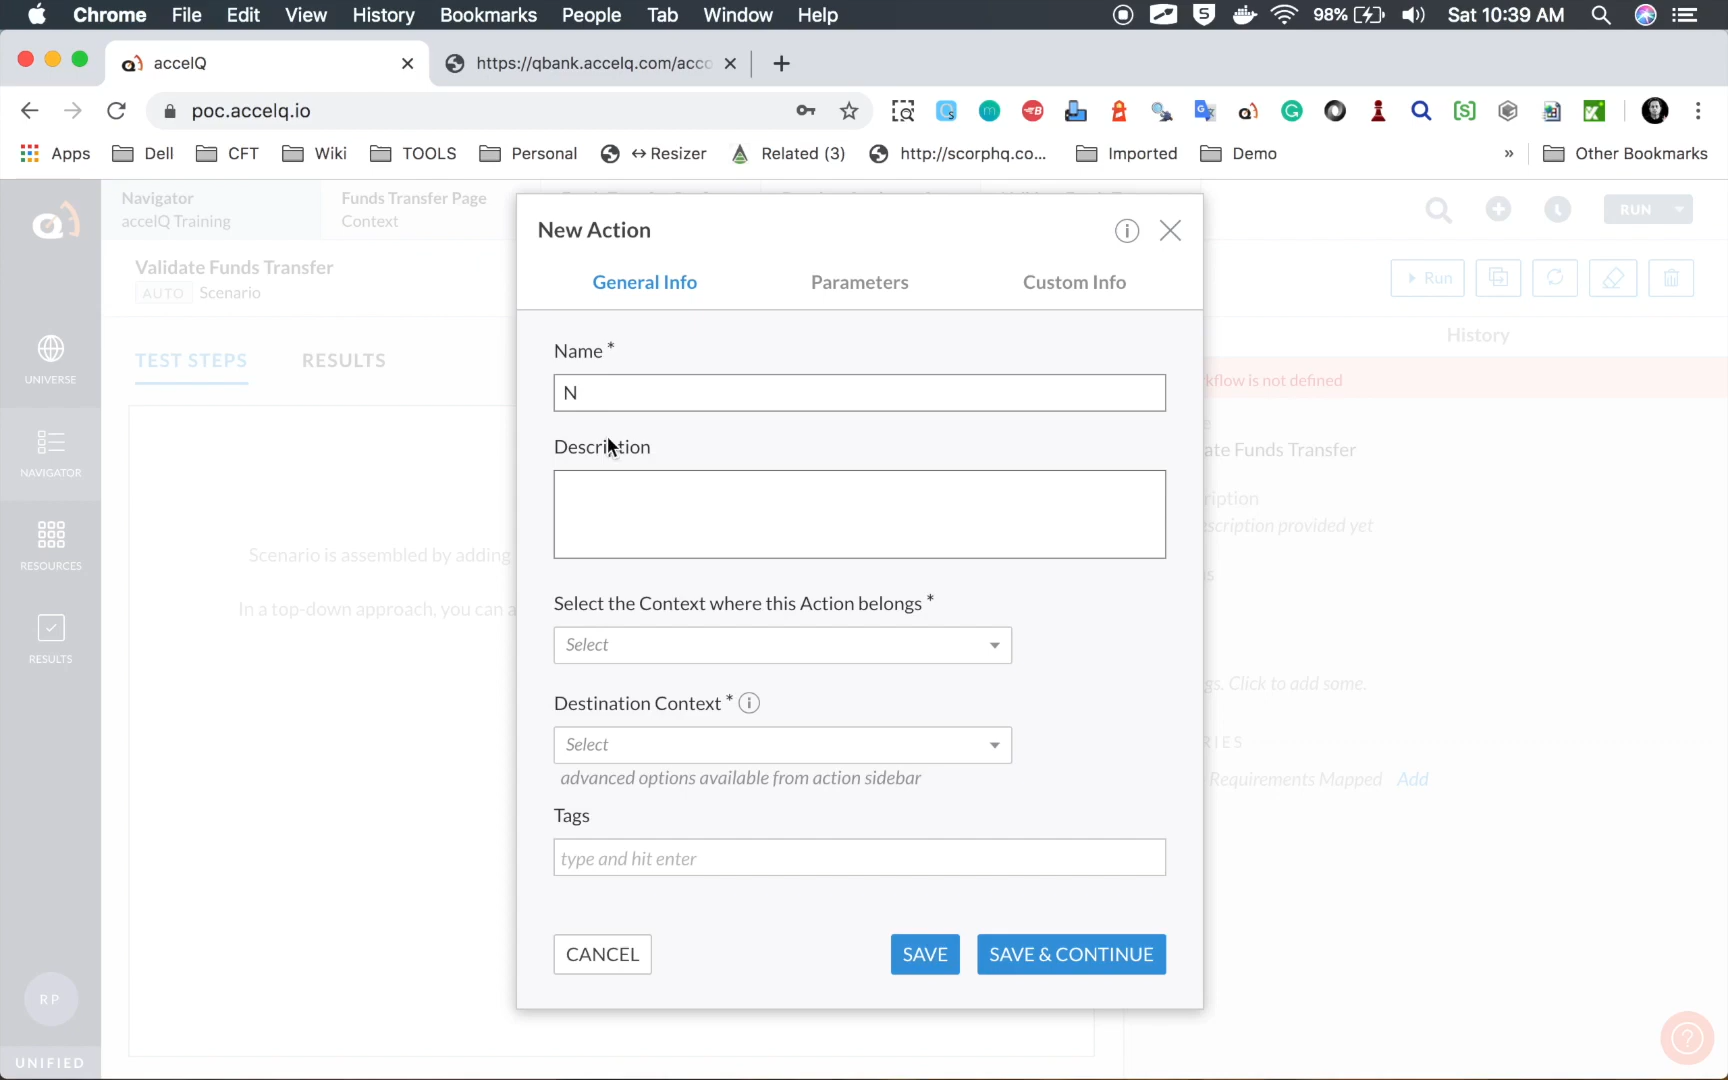 Chrome File Edit View History Bookmarks People Tab Window Help 98% Sat 10:39 AM
accelQ https://qbank.accelq.com/acco
poc.accelq.io
Apps Dell CFT Wiki TOOLS Personal ↔Resizer Related (3) http://scorphq.co... Imported Demo » Other Bookmarks
Navigator
accelQ Training
Funds Transfer Page
Context
RUN
Validate Funds Transfer
AUTO Scenario
Run
TEST STEPS RESULTS
UNIVERSE
NAVIGATOR
RESOURCES
RESULTS
RP
UNIFIED
Scenario is assembled by adding
In a top-down approach, you can a
New Action
General Info Parameters Custom Info
Name *
N
Description
Select the Context where this Action belongs *
Select
Destination Context *
Select
advanced options available from action sidebar
Tags
type and hit enter
CANCEL SAVE SAVE & CONTINUE
History
kflow is not defined
ate Funds Transfer
ription
scription provided yet
gs. Click to add some.
RIES
Requirements Mapped Add